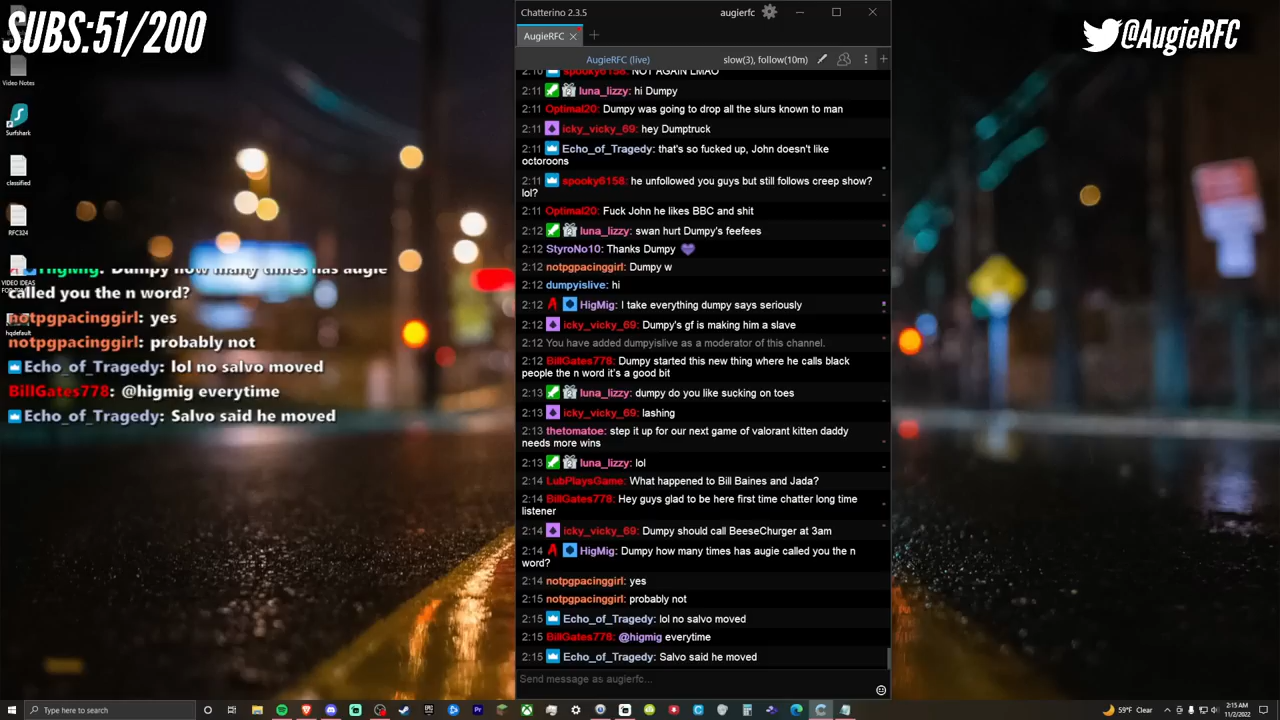 SUBS:51/200
Video Notes
Surfshark
classified
RFC324
VIDEO IDEAS
hqdefault
HigMig: Dumpy how many times has augie
called you the n word?
notpgpacinggirl: yes
notpgpacinggirl: probably not
Echo_of_Tragedy: lol no salvo moved
BillGates778: @higmig everytime
Echo_of_Tragedy: Salvo said he moved
Chatterino 2.3.5
augierfc
AugieRFC
AugieRFC (live)
slow(3), follow(10m)
2:10 spooky6158: NOT AGAIN LMAO
2:11 luna_lizzy: hi Dumpy
2:11 Optimal20: Dumpy was going to drop all the slurs known to man
2:11 icky_vicky_69: hey Dumptruck
2:11 Echo_of_Tragedy: that's so fucked up, John doesn't like
octoroons
2:11 spooky6158: he unfollowed you guys but still follows creep show?
lol?
2:11 Optimal20: Fuck John he likes BBC and shit
2:12 luna_lizzy: swan hurt Dumpy's feefees
2:12 StyroNo10: Thanks Dumpy
2:12 notpgpacinggirl: Dumpy w
2:12 dumpyislive: hi
2:12 HigMig: I take everything dumpy says seriously
2:12 icky_vicky_69: Dumpy's gf is making him a slave
2:12 You have added dumpyislive as a moderator of this channel.
2:12 BillGates778: Dumpy started this new thing where he calls black
people the n word it's a good bit
2:13 luna_lizzy: dumpy do you like sucking on toes
2:13 icky_vicky_69: lashing
2:13 thetomatoe: step it up for our next game of valorant kitten daddy
needs more wins
2:13 luna_lizzy: lol
2:14 LubPlaysGame: What happened to Bill Baines and Jada?
2:14 BillGates778: Hey guys glad to be here first time chatter long time
listener
2:14 icky_vicky_69: Dumpy should call BeeseChurger at 3am
2:14 HigMig: Dumpy how many times has augie called you the n
word?
2:14 notpgpacinggirl: yes
2:15 notpgpacinggirl: probably not
2:15 Echo_of_Tragedy: lol no salvo moved
2:15 BillGates778: @higmig everytime
2:15 Echo_of_Tragedy: Salvo said he moved
Send message as augierfc...
@AugieRFC
Type here to search
59°F Clear
2:15 AM
11/2/2022